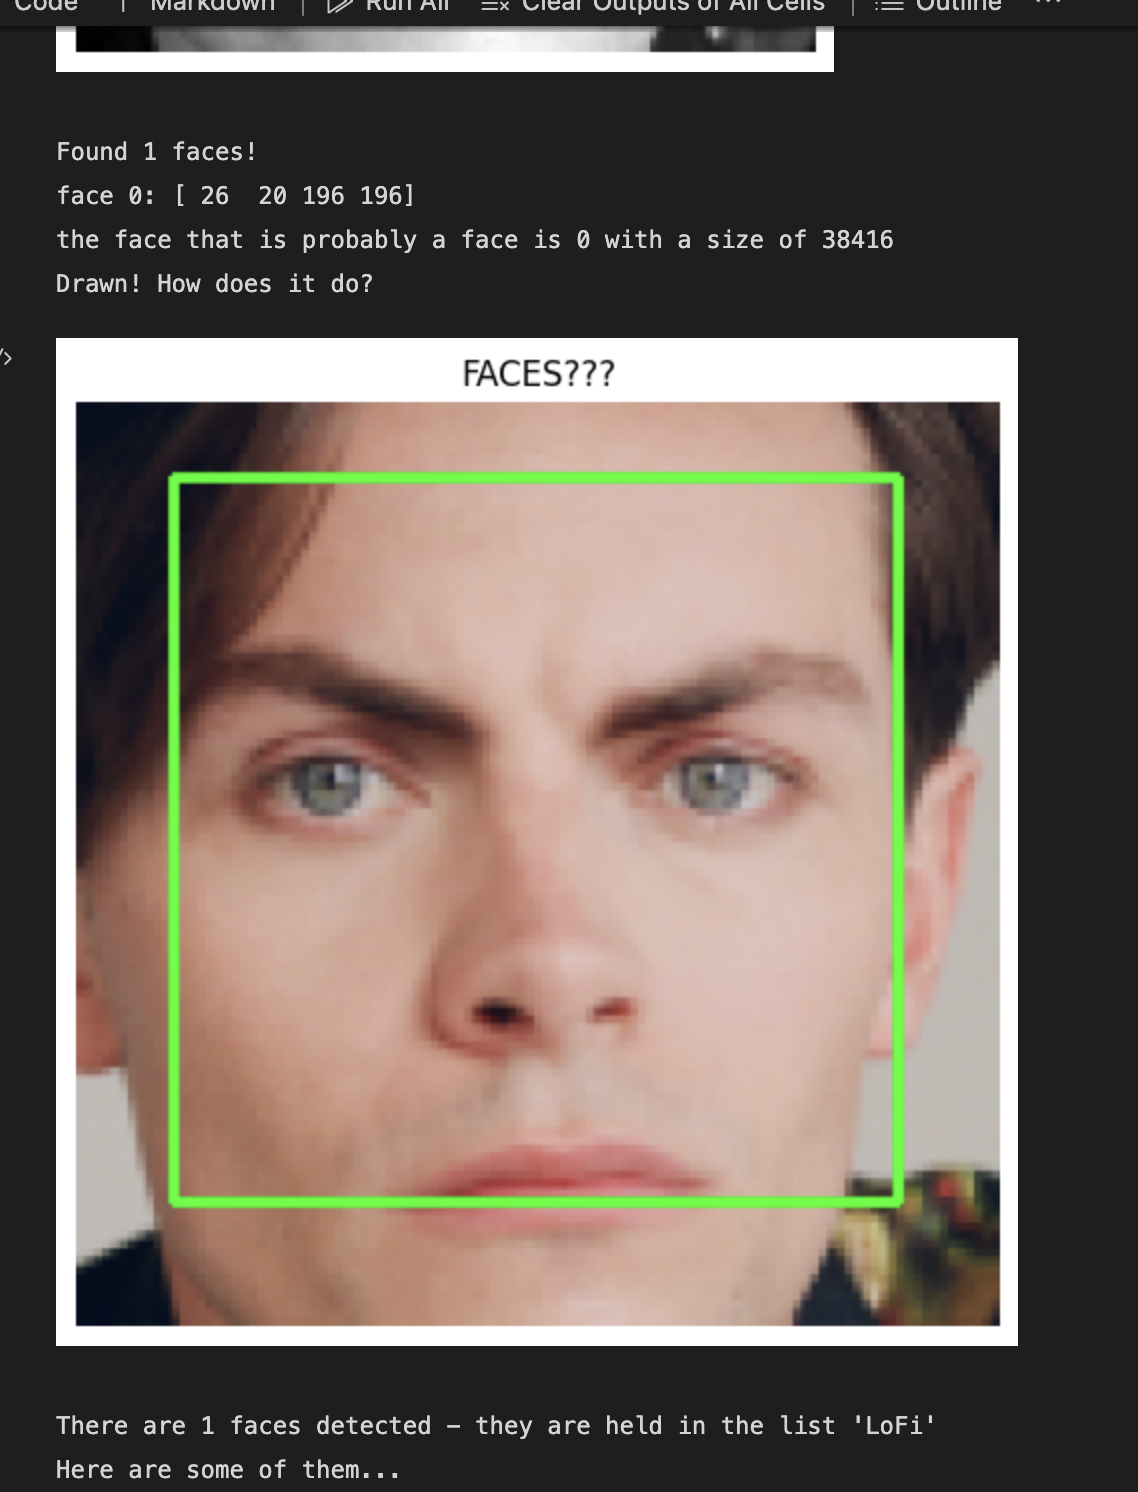 Code Markdown Run All Clear Outputs of All Cells Outline ...
Found 1 faces!
face 0: [ 26  20 196 196]
the face that is probably a face is 0 with a size of 38416
Drawn! How does it do?
FACES???
There are 1 faces detected – they are held in the list 'LoFi'
Here are some of them...